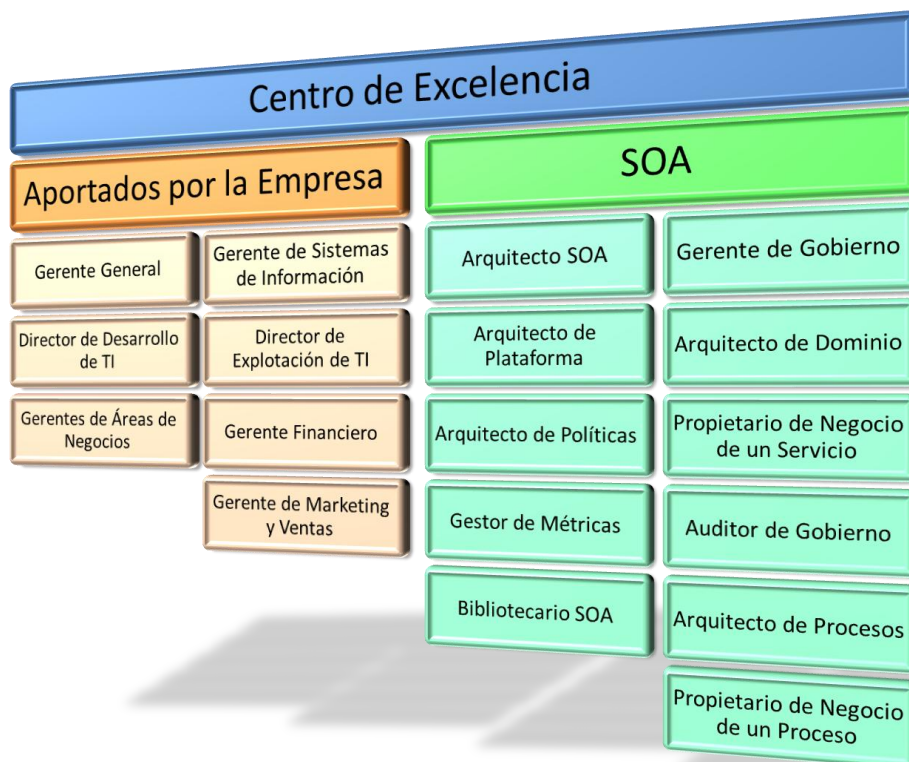 Centro de Excelencia
Aportados por la Empresa
Gerente General
Gerente de Sistemas
de Información
Director de Desarrollo
de TI
Director de
Explotación de TI
Gerentes de Áreas de
Negocios
Gerente Financiero
Gerente de Marketing
y Ventas
SOA
Arquitecto SOA
Gerente de Gobierno
Arquitecto de
Plataforma
Arquitecto de Dominio
Arquitecto de Políticas
Propietario de Negocio
de un Servicio
Gestor de Métricas
Auditor de Gobierno
Bibliotecario SOA
Arquitecto de Procesos
Propietario de Negocio
de un Proceso